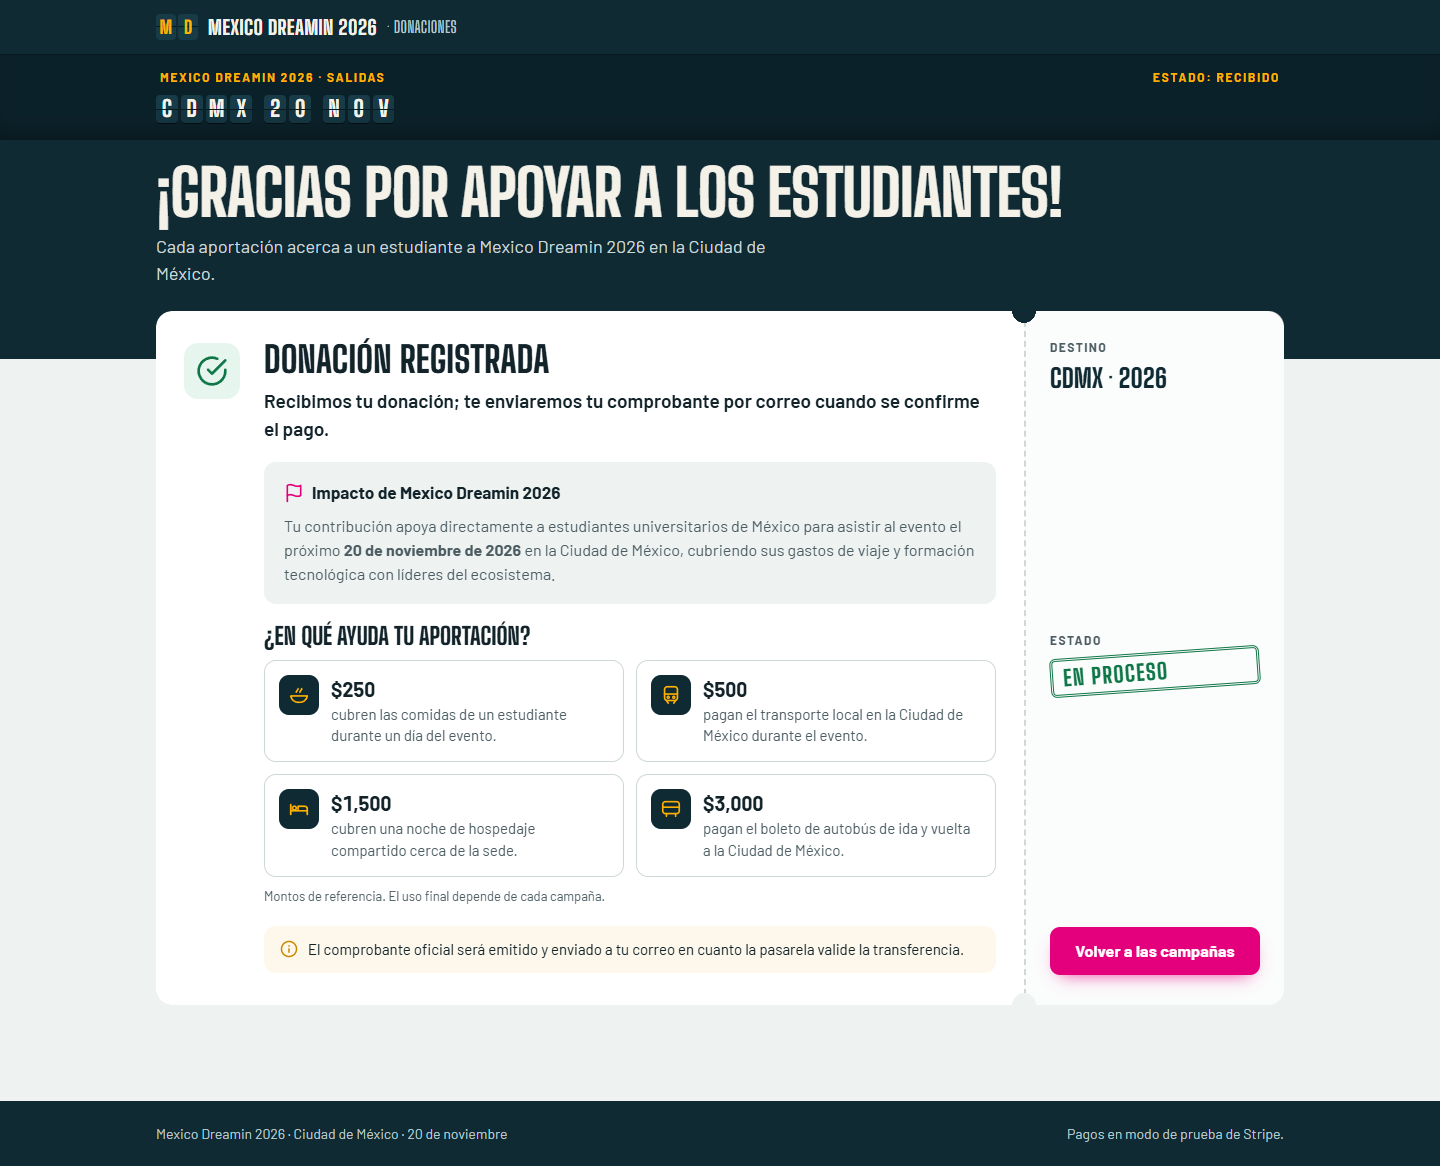 M D MEXICO DREAMIN 2026 · DONACIONES
MEXICO DREAMIN 2026 · SALIDAS
ESTADO: RECIBIDO
CDMX 20 NOV
¡GRACIAS POR APOYAR A LOS ESTUDIANTES!
Cada aportación acerca a un estudiante a Mexico Dreamin 2026 en la Ciudad de
México.
DONACIÓN REGISTRADA
Recibimos tu donación; te enviaremos tu comprobante por correo cuando se confirme
el pago.
Impacto de Mexico Dreamin 2026
Tu contribución apoya directamente a estudiantes universitarios de México para asistir al evento el
próximo 20 de noviembre de 2026 en la Ciudad de México, cubriendo sus gastos de viaje y formación
tecnológica con líderes del ecosistema.
¿EN QUÉ AYUDA TU APORTACIÓN?
$250
cubren las comidas de un estudiante
durante un día del evento.
$500
pagan el transporte local en la Ciudad de
México durante el evento.
$1,500
cubren una noche de hospedaje
compartido cerca de la sede.
$3,000
pagan el boleto de autobús de ida y vuelta
a la Ciudad de México.
Montos de referencia. El uso final depende de cada campaña.
El comprobante oficial será emitido y enviado a tu correo en cuanto la pasarela valide la transferencia.
DESTINO
CDMX · 2026
ESTADO
EN PROCESO
Volver a las campañas
Mexico Dreamin 2026 · Ciudad de México · 20 de noviembre
Pagos en modo de prueba de Stripe.